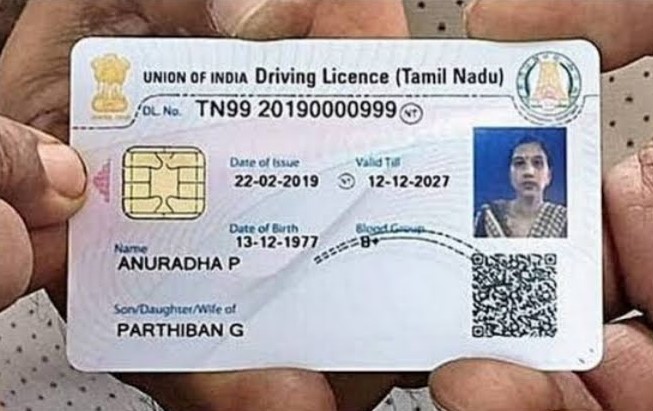 UNION OF INDIA Driving Licence (Tamil Nadu)
DL. No. TN99 20190000999 NT
Date of Issue Valid Till
22-02-2019 NT 12-12-2027
Date of Birth Blood Group
13-12-1977 B+
Name
ANURADHA P
Son/Daughter/Wife of
PARTHIBAN G